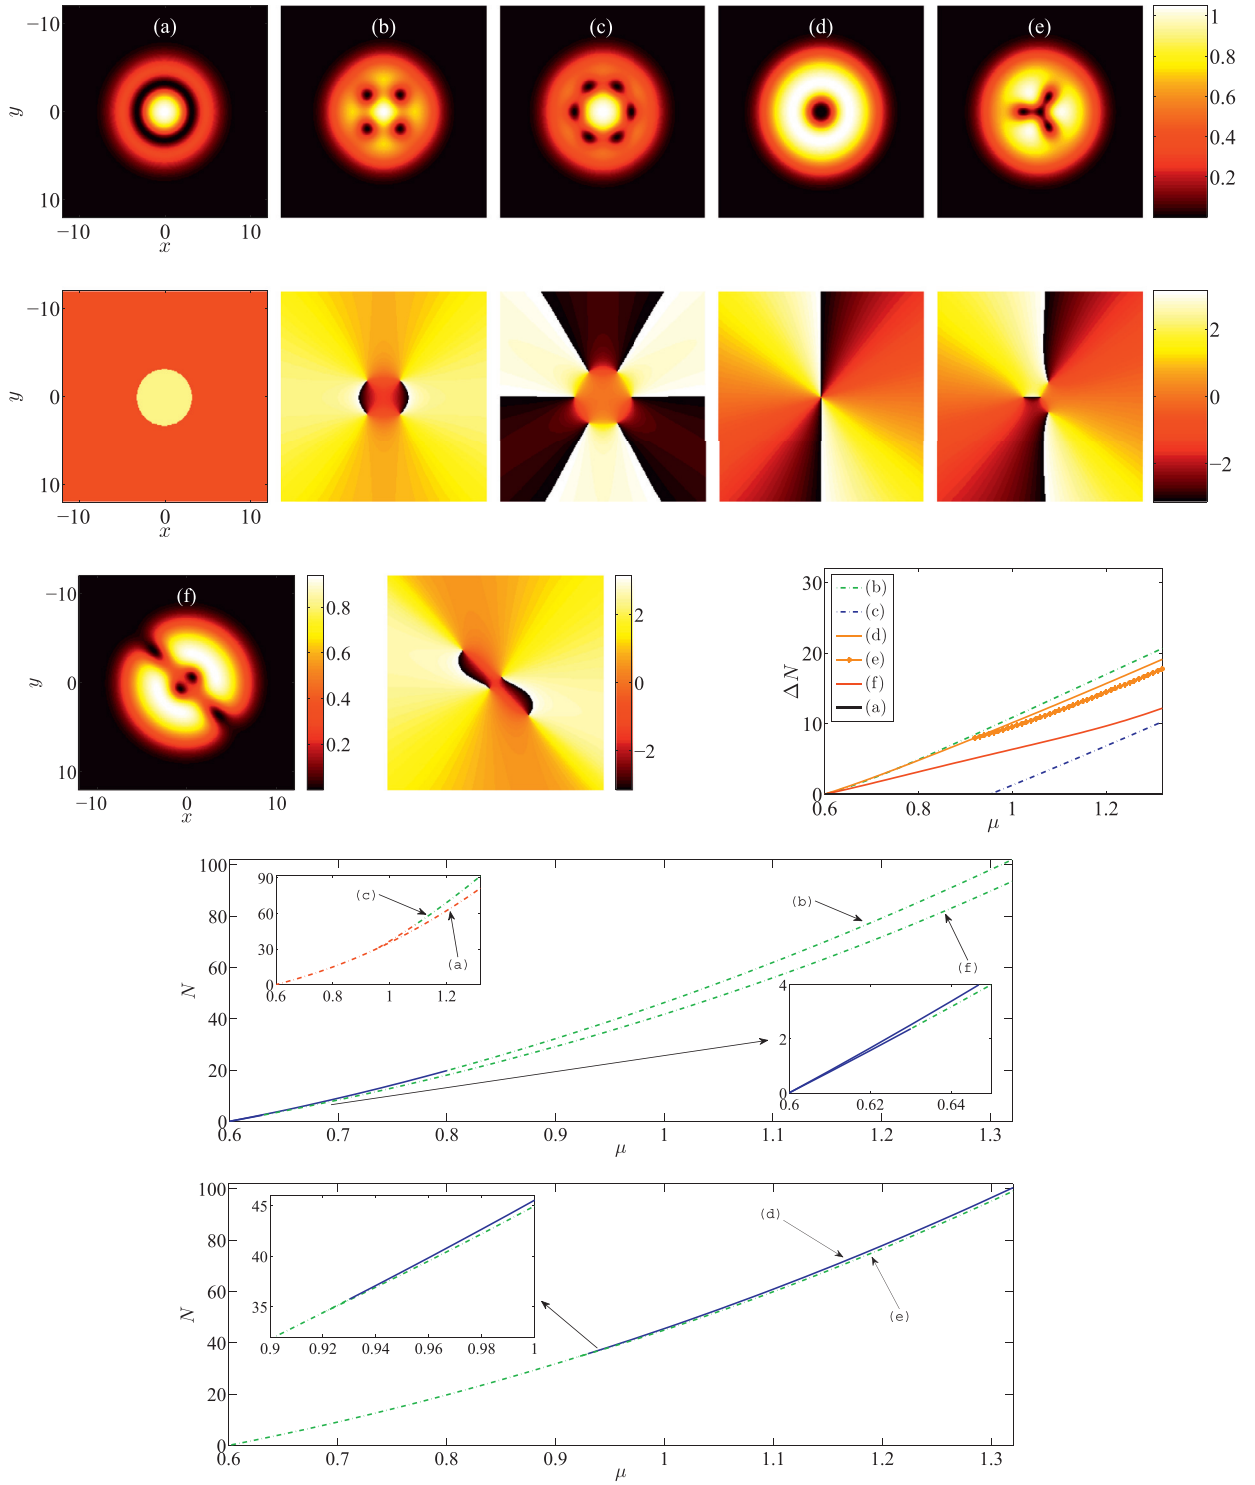 (a) (b) (c) (d) (e)
−10 0 10
y
−10 0 10
x
1 0.8 0.6 0.4 0.2
−10 0 10
y
−10 0 10
x
2 0 −2
(f)
−10 0 10
y
−10 0 10
x
0.8 0.6 0.4 0.2
2 0 −2
30 20 10 0
ΔN
(b)
(c)
(d)
(e)
(f)
(a)
0.6 0.8 1 1.2
μ
100 80 60 40 20 0
N
90 60 30 0
(c)
(a)
0.6 0.8 1 1.2
(b)
(f)
4 2 0
0.6 0.62 0.64
0.6 0.7 0.8 0.9 1 1.1 1.2 1.3
μ
100 80 60 40 20 0
N
45 40 35
0.9 0.92 0.94 0.96 0.98 1
(d)
(e)
0.6 0.7 0.8 0.9 1 1.1 1.2 1.3
μ